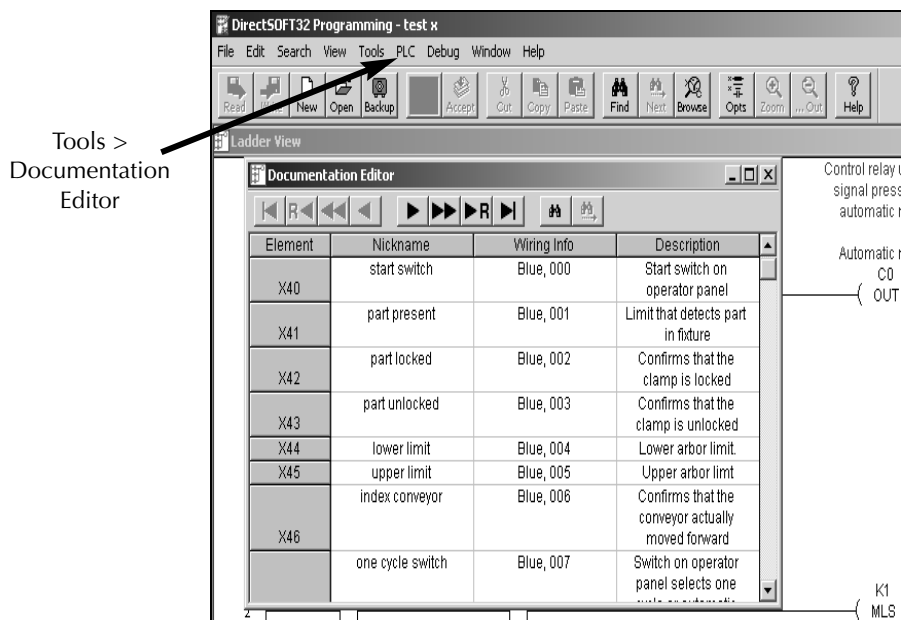 DirectSOFT32 Programming - test x
File Edit Search View Tools PLC Debug Window Help
Read Write New Open Backup Accept Cut Copy Paste Find Next Browse Opts Zoom ... Out Help
Ladder View
Tools >
Documentation
Editor
Documentation Editor
R R
Element Nickname Wiring Info Description
X40 start switch Blue, 000 Start switch on
operator panel
X41 part present Blue, 001 Limit that detects part
in fixture
X42 part locked Blue, 002 Confirms that the
clamp is locked
X43 part unlocked Blue, 003 Confirms that the
clamp is unlocked
X44 lower limit Blue, 004 Lower arbor limit.
X45 upper limit Blue, 005 Upper arbor limt
X46 index conveyor Blue, 006 Confirms that the
conveyor actually
moved forward
one cycle switch Blue, 007 Switch on operator
panel selects one
Control relay
signal press
automatic
Automatic
C0
OUT
K1
MLS
2